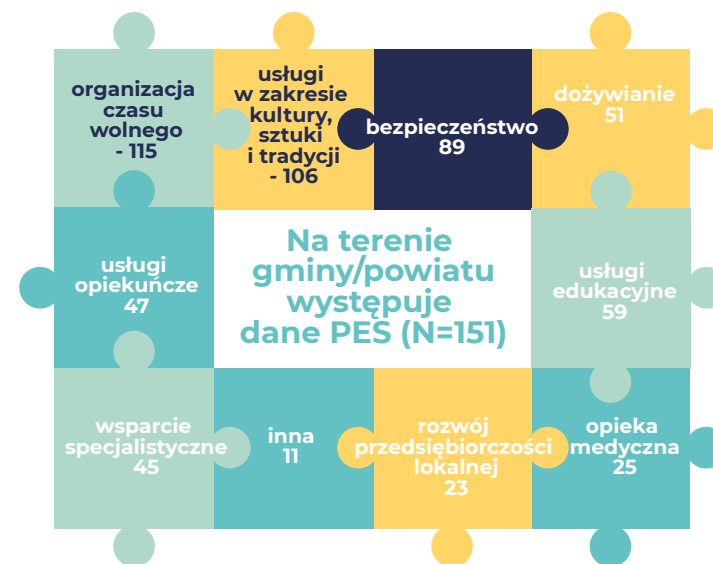 organizacja
czasu
wolnego
- 115
usługi
w zakresie
kultury,
sztuki
i tradycji
- 106
bezpieczeństwo
89
dożywianie
51
usługi
opiekuńcze
47
Na terenie
gminy/powiatu
występuje
dane PES (N=151)
usługi
edukacyjne
59
wsparcie
specjalistyczne
45
inna
11
rozwój
przedsiębiorczości
lokalnej
23
opieka
medyczna
25